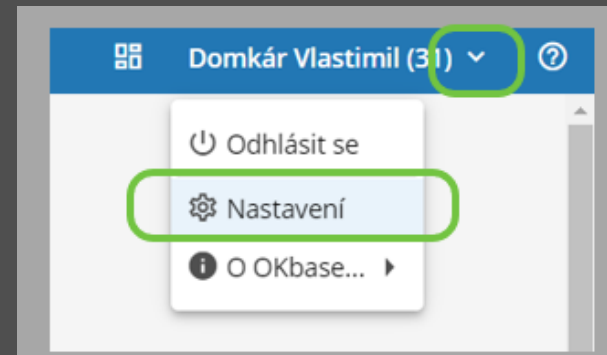 Domkár Vlastimil (31)
Odhlásit se
Nastavení
O OKbase...